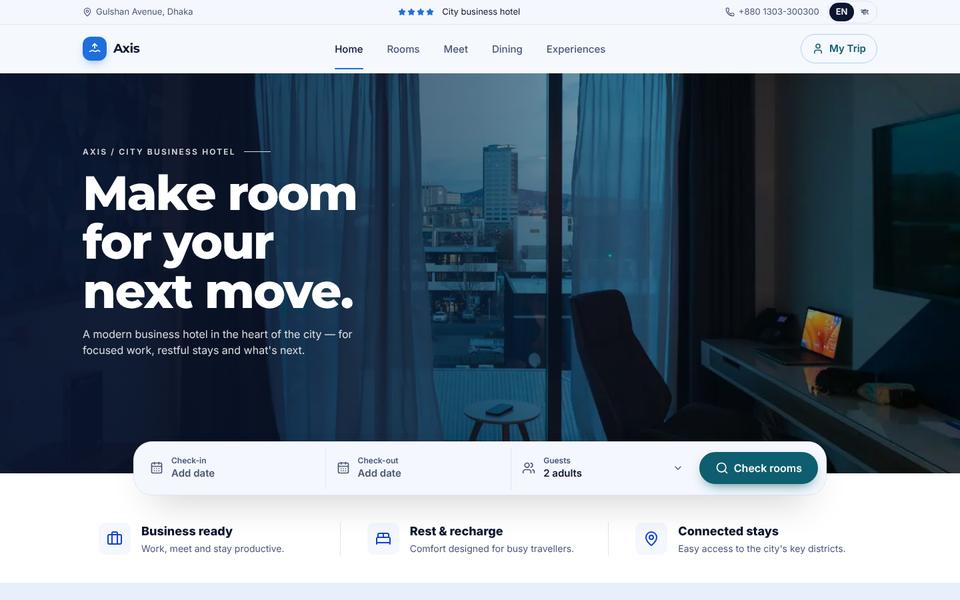 Gulshan Avenue, Dhaka
City business hotel
+880 1303-300300
EN
বাং
Axis
Home
Rooms
Meet
Dining
Experiences
My Trip
AXIS / CITY BUSINESS HOTEL
Make room
for your
next move.
A modern business hotel in the heart of the city — for
focused work, restful stays and what's next.
Check-in
Add date
Check-out
Add date
Guests
2 adults
Check rooms
Business ready
Work, meet and stay productive.
Rest & recharge
Comfort designed for busy travellers.
Connected stays
Easy access to the city's key districts.